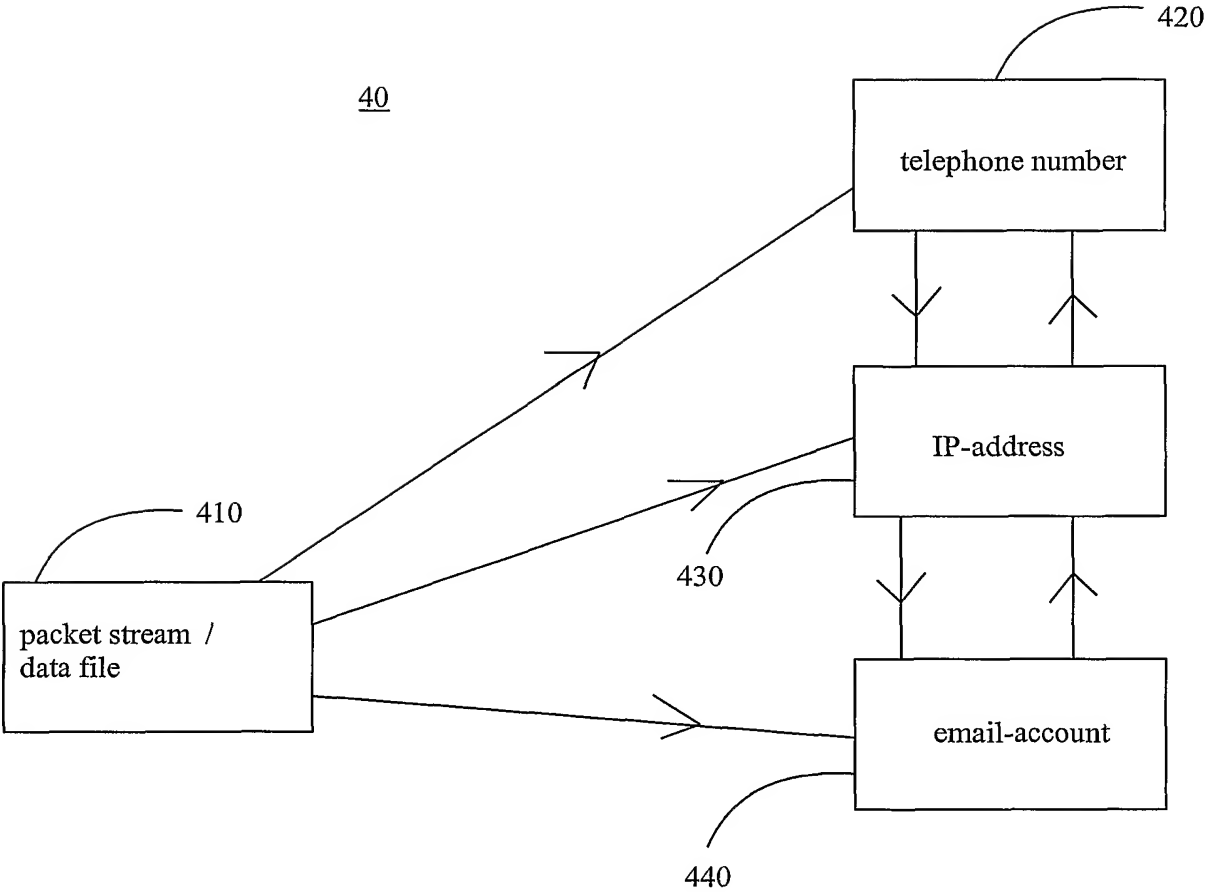 420
40
telephone number
IP-address
410
430
packet stream /
data file
email-account
440